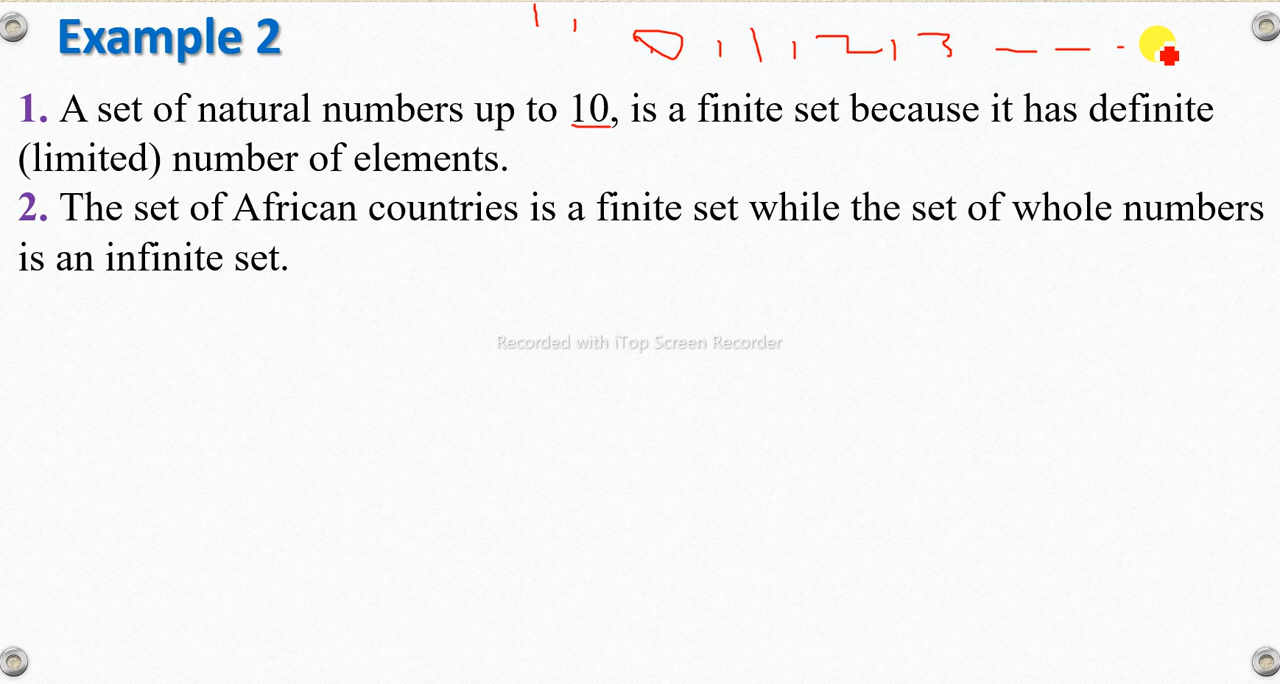 Example 2
0, 1, 2, 3 - - -
1. A set of natural numbers up to 10, is a finite set because it has definite
(limited) number of elements.
2. The set of African countries is a finite set while the set of whole numbers
is an infinite set.
Recorded with iTop Screen Recorder